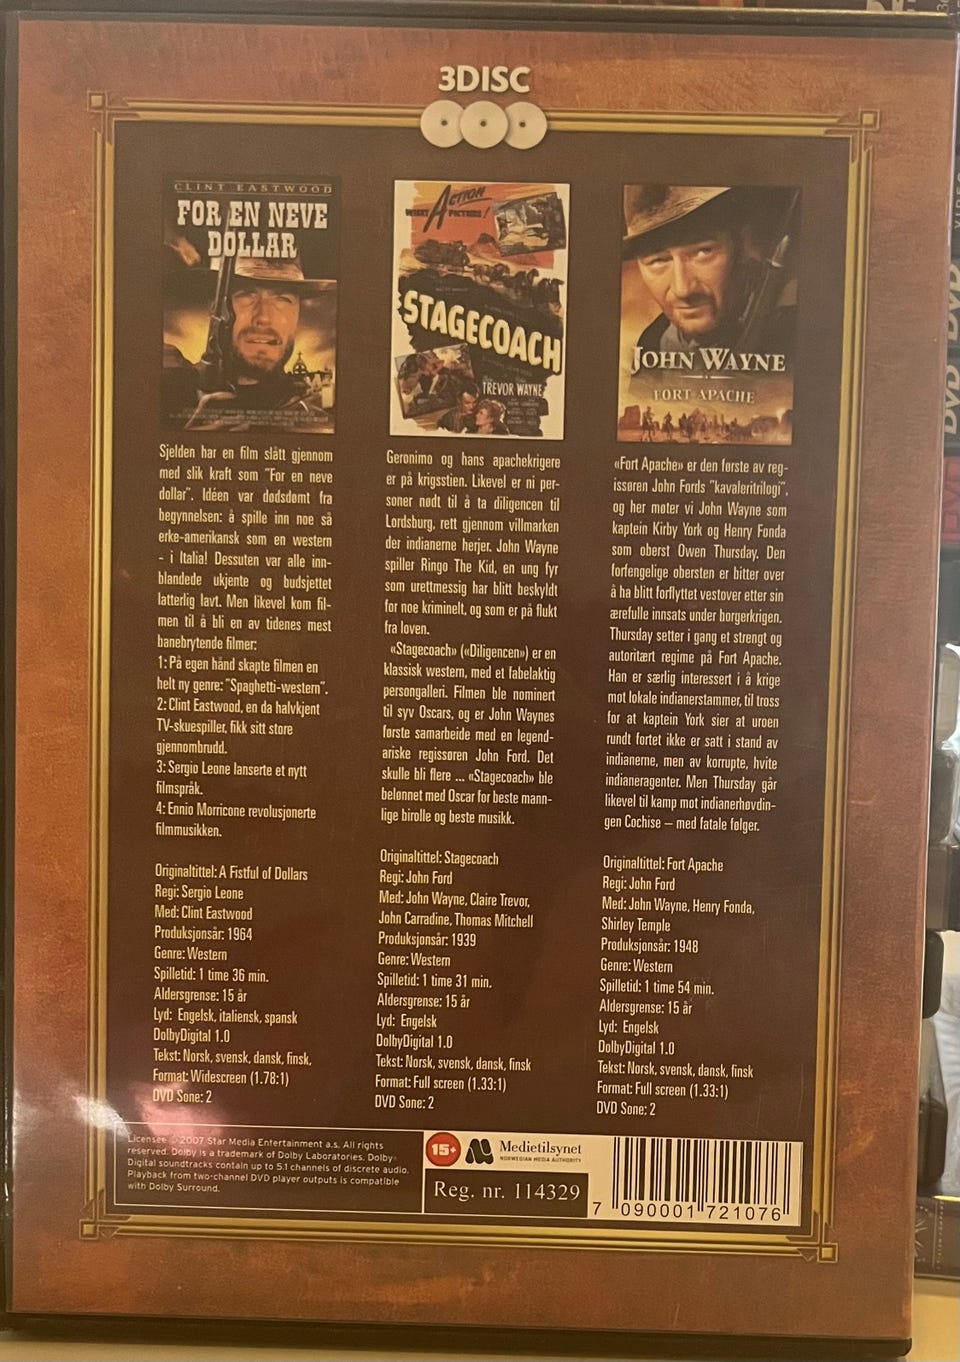 3DISC
CLINT EASTWOOD
FOR EN NEVE
DOLLAR
ACTION
PICTURE!
STAGECOACH
TREVOR WAYNE
JOHN WAYNE
FORT APACHE
Sjelden har en film slått gjennom
med slik kraft som "For en neve
dollar". Idéen var dødsdømt fra
begynnelsen: å spille inn noe så
erke-amerikansk som en western
- i Italia! Dessuten var alle inn-
blandede ukjente og budsjettet
latterlig lavt. Men likevel kom fil-
men til å bli en av tidenes mest
banebrytende filmer:
1: På egen hånd skapte filmen en
helt ny genre: "Spaghetti-western".
2: Clint Eastwood, en da halvkjent
TV-skuespiller, fikk sitt store
gjennombrudd.
3: Sergio Leone lanserte et nytt
filmspråk.
4: Ennio Morricone revolusjonerte
filmmusikken.
Originaltittel: A Fistful of Dollars
Regi: Sergio Leone
Med: Clint Eastwood
Produksjonsår: 1964
Genre: Western
Spilletid: 1 time 36 min.
Aldersgrense: 15 år
Lyd: Engelsk, italiensk, spansk
DolbyDigital 1.0
Tekst: Norsk, svensk, dansk, finsk,
Format: Widescreen (1.78:1)
DVD Sone: 2
Geronimo og hans apachekrigere
er på krigsstien. Likevel er ni per-
soner nødt til å ta diligencen til
Lordsburg, rett gjennom villmarken
der indianerne herjer. John Wayne
spiller Ringo The Kid, en ung fyr
som urettmessig har blitt beskyldt
for noe kriminelt, og som er på flukt
fra loven.
«Stagecoach» («Diligencen») er en
klassisk western, med et fabelaktig
persongalleri. Filmen ble nominert
til syv Oscars, og er John Waynes
første samarbeide med en legend-
ariske regissøren John Ford. Det
skulle bli flere ... «Stagecoach» ble
belønnet med Oscar for beste mann-
lige birolle og beste musikk.
Originaltittel: Stagecoach
Regi: John Ford
Med: John Wayne, Claire Trevor,
John Carradine, Thomas Mitchell
Produksjonsår: 1939
Genre: Western
Spilletid: 1 time 31 min.
Aldersgrense: 15 år
Lyd: Engelsk
DolbyDigital 1.0
Tekst: Norsk, svensk, dansk, finsk
Format: Full screen (1.33:1)
DVD Sone: 2
«Fort Apache» er den første av reg-
issøren John Fords "kavaleritrilogi",
og her møter vi John Wayne som
kaptein Kirby York og Henry Fonda
som oberst Owen Thursday. Den
forfengelige obersten er bitter over
å ha blitt forflyttet vestover etter sin
ærefulle innsats under borgerkrigen.
Thursday setter i gang et strengt og
autoritært regime på Fort Apache.
Han er særlig interessert i å krige
mot lokale indianerstammer, til tross
for at kaptein York sier at uroen
rundt fortet ikke er satt i stand av
indianerne, men av korrupte, hvite
indianeragenter. Men Thursday går
likevel til kamp mot indianerhøvdin-
gen Cochise – med fatale følger.
Originaltittel: Fort Apache
Regi: John Ford
Med: John Wayne, Henry Fonda,
Shirley Temple
Produksjonsår: 1948
Genre: Western
Spilletid: 1 time 54 min.
Aldersgrense: 15 år
Lyd: Engelsk
DolbyDigital 1.0
Tekst: Norsk, svensk, dansk, finsk
Format: Full screen (1.33:1)
DVD Sone: 2
Licensee ©2007 Star Media Entertainment a.s. All rights
reserved. Dolby is a trademark of Dolby Laboratories. Dolby
Digital soundtracks contain up to 5.1 channels of discrete audio.
Playback from two-channel DVD player outputs is compatible
with Dolby Surround.
15+
Medietilsynet
NORWEGIAN MEDIA AUTHORITY
Reg. nr. 114329
7 090001 721076
DVD DVD